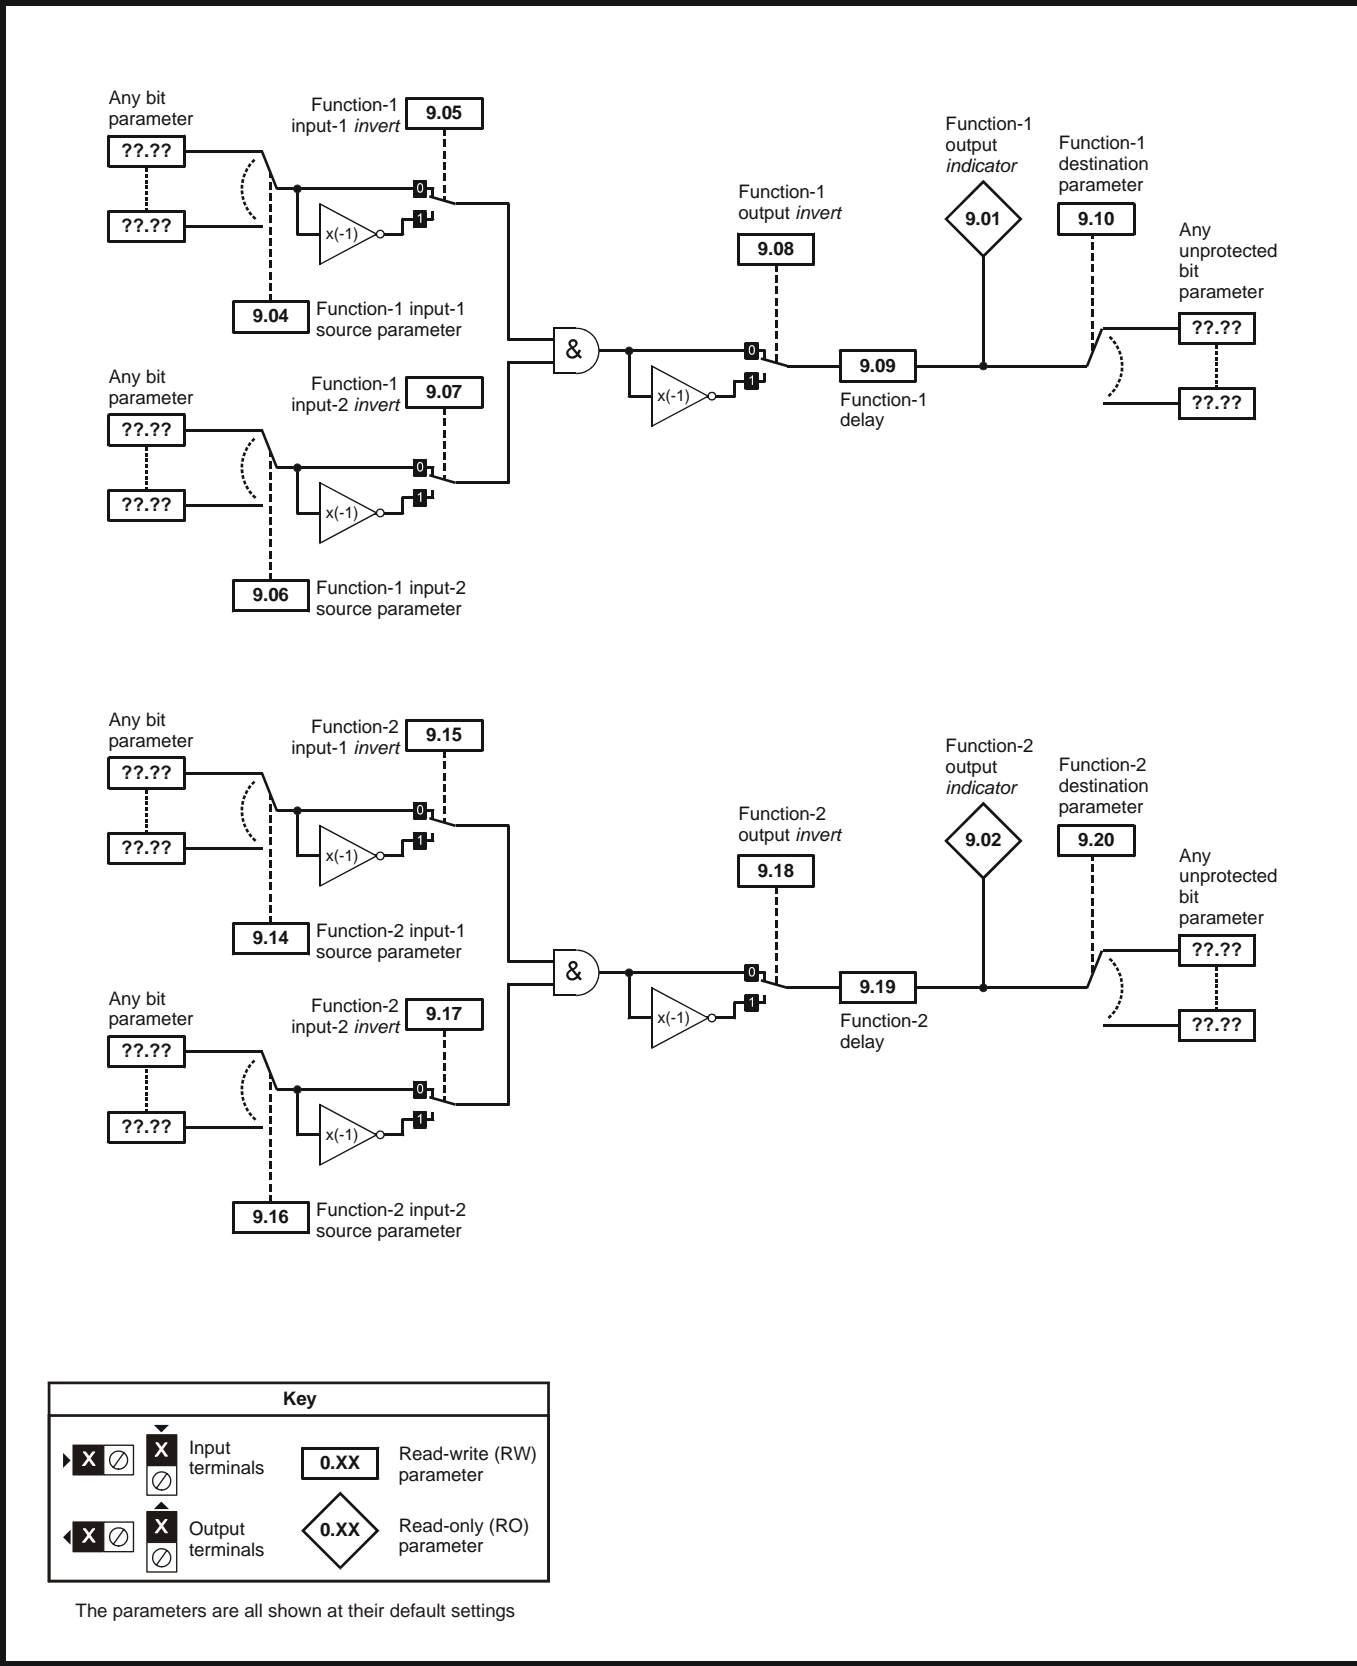 Any bit
parameter
??.??
??.??
Function-1
input-1 invert
9.05
0
1
x(-1)
9.04
Function-1 input-1
source parameter
Any bit
parameter
??.??
??.??
Function-1
input-2 invert
9.07
0
1
x(-1)
9.06
Function-1 input-2
source parameter
&
Function-1
output invert
9.08
0
1
x(-1)
9.09
Function-1
delay
Function-1
output
indicator
9.01
Function-1
destination
parameter
9.10
Any
unprotected
bit
parameter
??.??
??.??
Any bit
parameter
??.??
??.??
Function-2
input-1 invert
9.15
0
1
x(-1)
9.14
Function-2 input-1
source parameter
Any bit
parameter
??.??
??.??
Function-2
input-2 invert
9.17
0
1
x(-1)
9.16
Function-2 input-2
source parameter
&
Function-2
output invert
9.18
0
1
x(-1)
9.19
Function-2
delay
Function-2
output
indicator
9.02
Function-2
destination
parameter
9.20
Any
unprotected
bit
parameter
??.??
??.??
Key
X
X
Input
terminals
0.XX
Read-write (RW)
parameter
X
X
Output
terminals
0.XX
Read-only (RO)
parameter
The parameters are all shown at their default settings